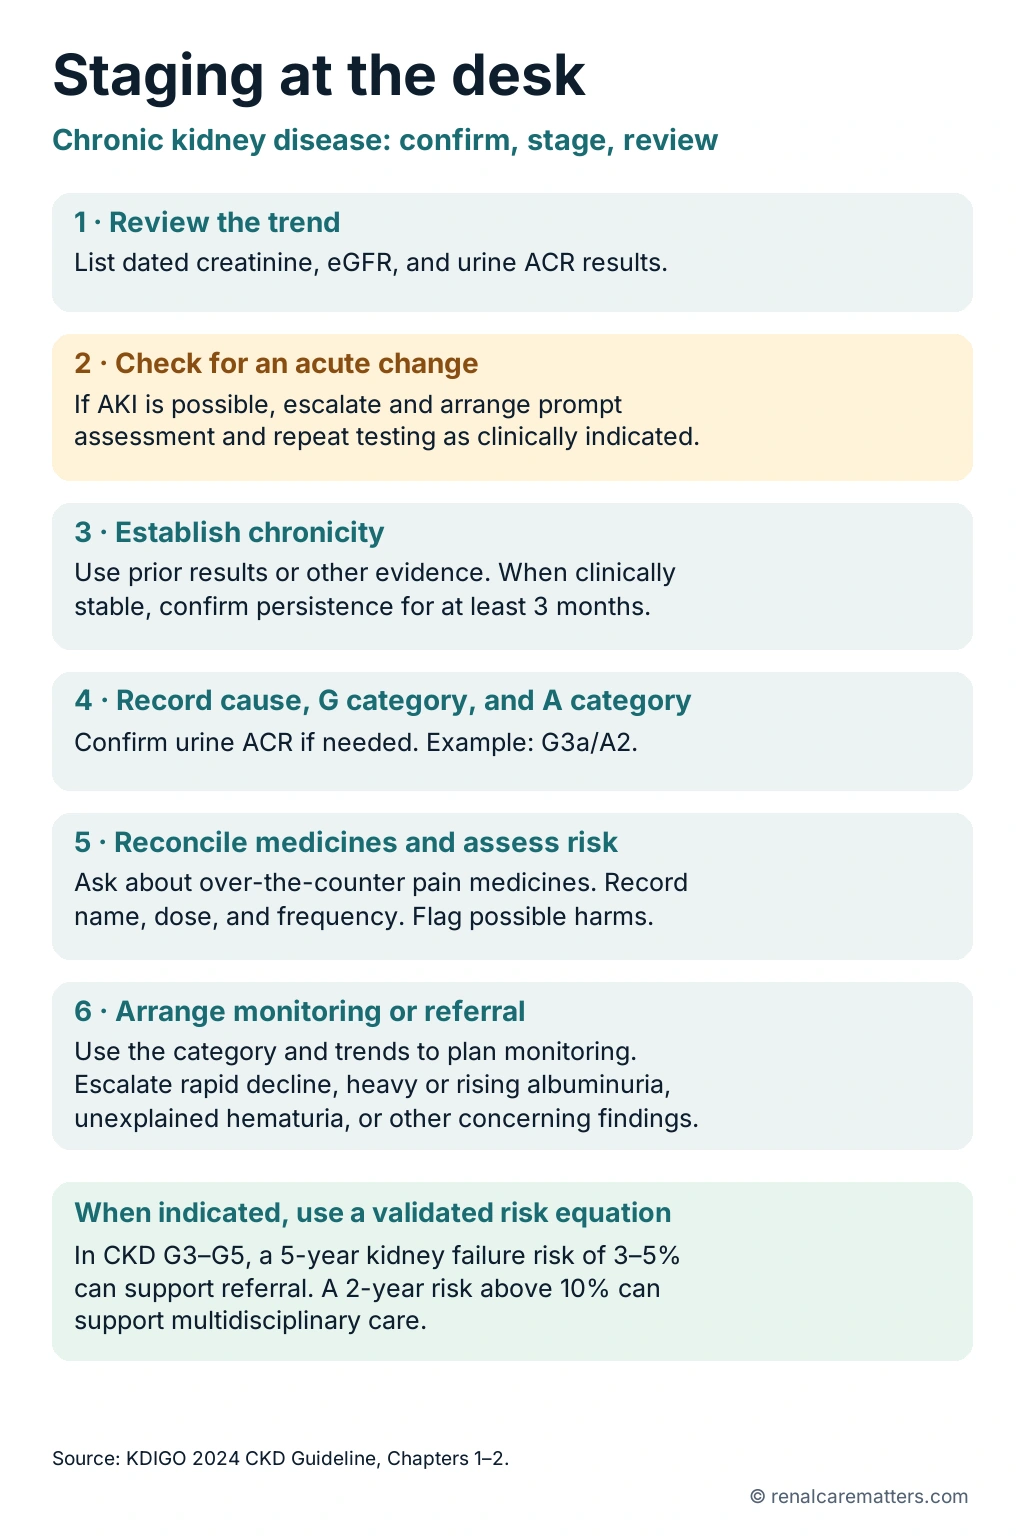 Staging at the desk
Chronic kidney disease: confirm, stage, review
1 · Review the trend
List dated creatinine, eGFR, and urine ACR results.
2 · Check for an acute change
If AKI is possible, escalate and arrange prompt
assessment and repeat testing as clinically indicated.
3 · Establish chronicity
Use prior results or other evidence. When clinically
stable, confirm persistence for at least 3 months.
4 · Record cause, G category, and A category
Confirm urine ACR if needed. Example: G3a/A2.
5 · Reconcile medicines and assess risk
Ask about over-the-counter pain medicines. Record
name, dose, and frequency. Flag possible harms.
6 · Arrange monitoring or referral
Use the category and trends to plan monitoring.
Escalate rapid decline, heavy or rising albuminuria,
unexplained hematuria, or other concerning findings.
When indicated, use a validated risk equation
In CKD G3–G5, a 5-year kidney failure risk of 3–5%
can support referral. A 2-year risk above 10% can
support multidisciplinary care.
Source: KDIGO 2024 CKD Guideline, Chapters 1–2.
© renalcarematters.com